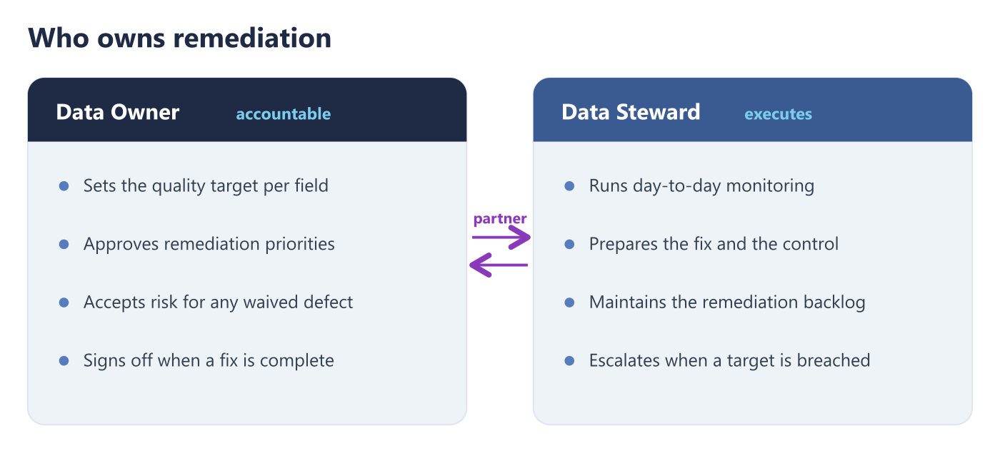 Who owns remediation
Data Owner accountable
Sets the quality target per field
Approves remediation priorities
Accepts risk for any waived defect
Signs off when a fix is complete
partner
Data Steward executes
Runs day-to-day monitoring
Prepares the fix and the control
Maintains the remediation backlog
Escalates when a target is breached